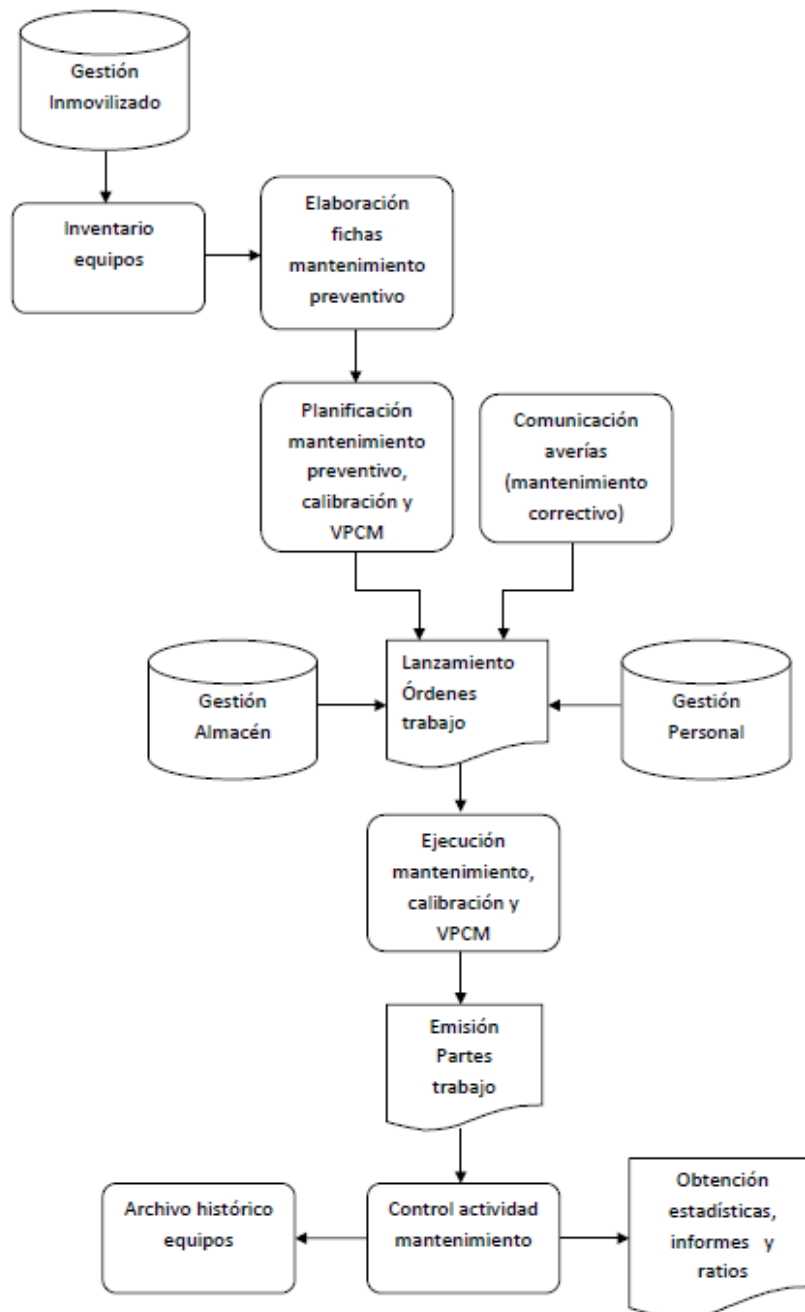 Gestión
Inmovilizado
Inventario
equipos
Elaboración
fichas
mantenimiento
preventivo
Planificación
mantenimiento
preventivo,
calibración y
VPCM
Comunicación
averías
(mantenimiento
correctivo)
Gestión
Almacén
Lanzamiento
Órdenes
trabajo
Gestión
Personal
Ejecución
mantenimiento,
calibración y
VPCM
Emisión
Partes
trabajo
Archivo histórico
equipos
Control actividad
mantenimiento
Obtención
estadísticas,
informes y
ratios